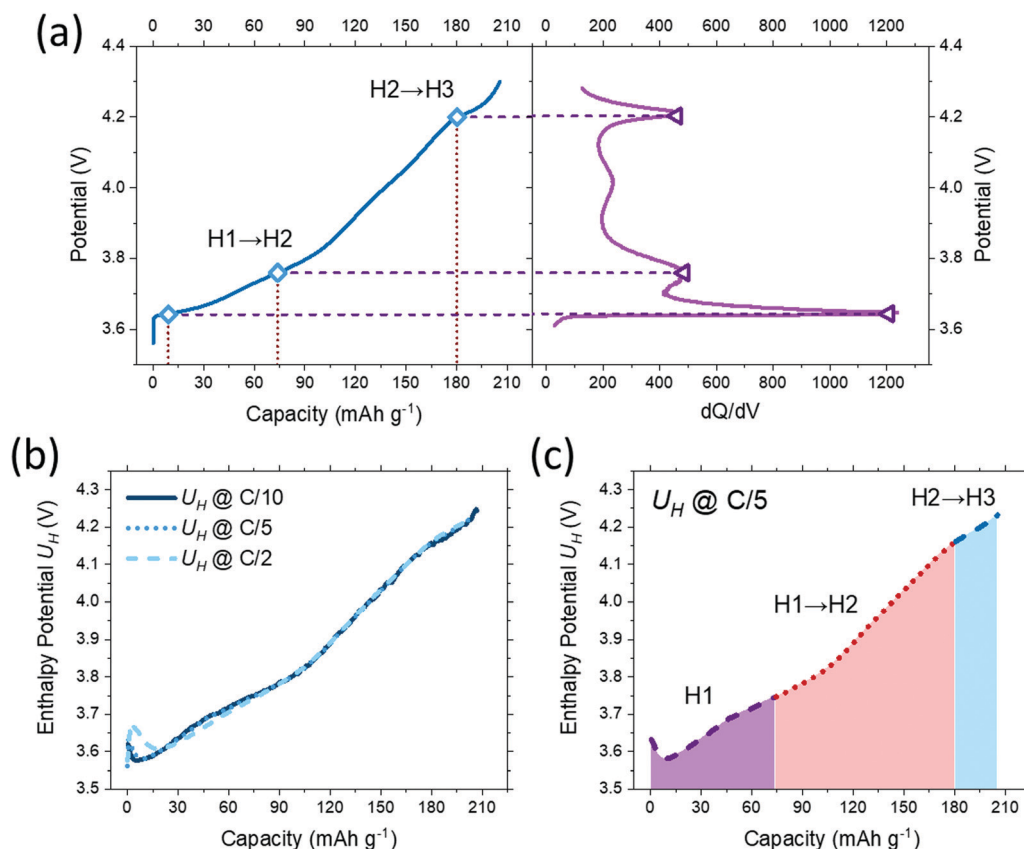 (a)
0 30 60 90 120 150 180 210
0 200 400 600 800 1000 1200
4.4
4.2
4.0
3.8
3.6
Potential (V)
H2→H3
H1→H2
4.4
4.2
4.0
3.8
3.6
Potential (V)
0 30 60 90 120 150 180 210
0 200 400 600 800 1000 1200
Capacity (mAh g⁻¹)
dQ/dV
(b)
4.3
4.2
4.1
4.0
3.9
3.8
3.7
3.6
3.5
Enthalpy Potential U_H (V)
U_H @ C/10
U_H @ C/5
U_H @ C/2
0 30 60 90 120 150 180 210
Capacity (mAh g⁻¹)
(c)
4.3
4.2
4.1
4.0
3.9
3.8
3.7
3.6
3.5
Enthalpy Potential U_H (V)
U_H @ C/5
H2→H3
H1→H2
H1
0 30 60 90 120 150 180 210
Capacity (mAh g⁻¹)